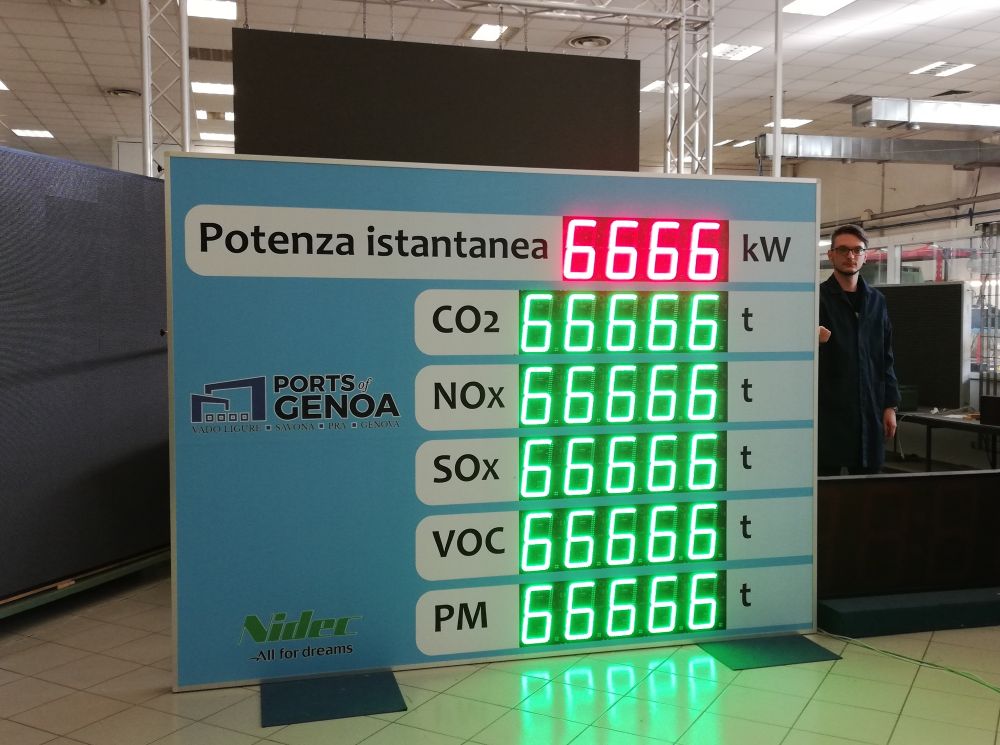 Potenza istantanea 6666 kW
CO2 66666 t
NOx 66666 t
PORTS of
GENOA
VADO LIGURE ▪ SAVONA ▪ PRA ▪ GENOVA
SOx 66666 t
VOC 66666 t
PM 66666 t
Nidec
All for dreams